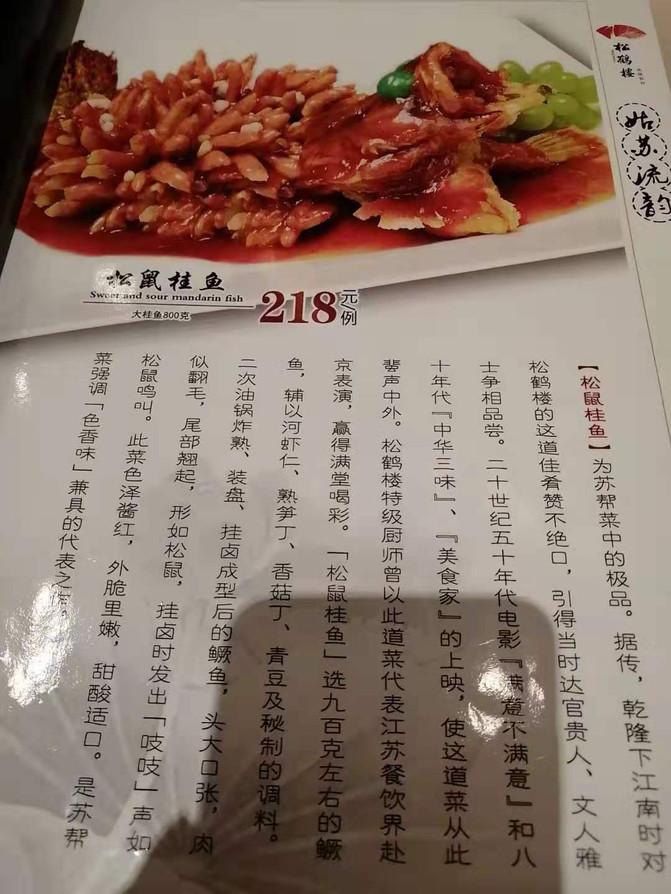 松鹤楼
姑苏流韵
松鼠桂鱼
Sweet and sour mandarin fish
大桂鱼800克
218元/例
【松鼠桂鱼】为苏帮菜中的极品。据传，乾隆下江南时对
松鹤楼的这道佳肴赞不绝口，引得当时达官贵人、文人雅
士争相品尝。二十世纪五十年代电影『满意不满意』和八
十年代『中华三味』、『美食家』的上映，使这道菜从此
蜚声中外。松鹤楼特级厨师曾以此道菜代表江苏餐饮界赴
京表演，赢得满堂喝彩。「松鼠桂鱼」选九百克左右的鳜
鱼，辅以河虾仁、熟笋丁、香菇丁、青豆及秘制的调料。
二次油锅炸熟、装盘、挂卤成型后的鳜鱼，头大口张，肉
似翻毛，尾部翘起，形如松鼠，挂卤时发出「吱吱」声如
松鼠鸣叫。此菜色泽酱红，外脆里嫩，甜酸适口。是苏帮
菜强调「色香味」兼具的代表之作。